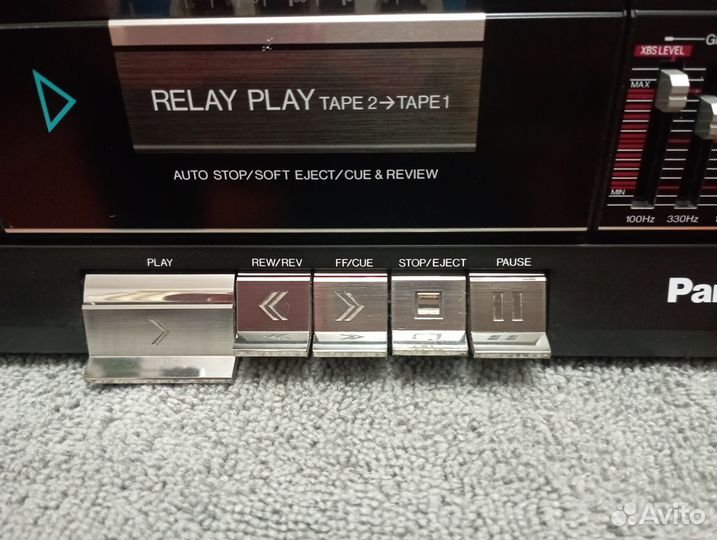 RELAY PLAY TAPE 2→TAPE 1
AUTO STOP/SOFT EJECT/CUE & REVIEW
XBS LEVEL
MAX
MIN
100Hz 330Hz
PLAY REW/REV FF/CUE STOP/EJECT PAUSE
Pan
Avito